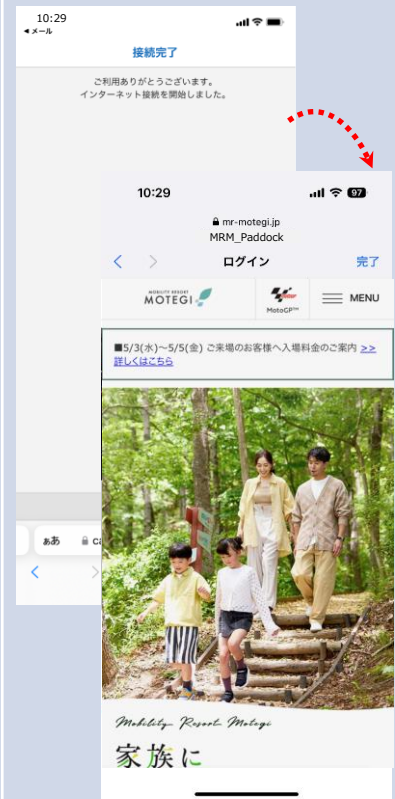 10:29
◀ メール
接続完了
ご利用ありがとうございます。
インターネット接続を開始しました。
10:29
97
mr-motegi.jp
MRM_Paddock
ログイン
完了
MOBILITY RESORT
MOTEGI
MotoGP™
MENU
■5/3(水)～5/5(金) ご来場のお客様へ入場料金のご案内 >>
詳しくはこちら
ぁあ
ca
Mobility Resort Motegi
家族に